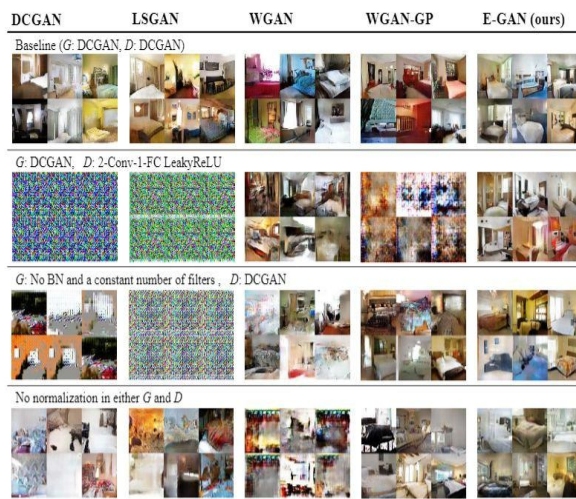 DCGAN LSGAN WGAN WGAN-GP E-GAN (ours)
Baseline (G: DCGAN, D: DCGAN)
G: DCGAN, D: 2-Conv-1-FC LeakyReLU
G: No BN and a constant number of filters , D: DCGAN
No normalization in either G and D